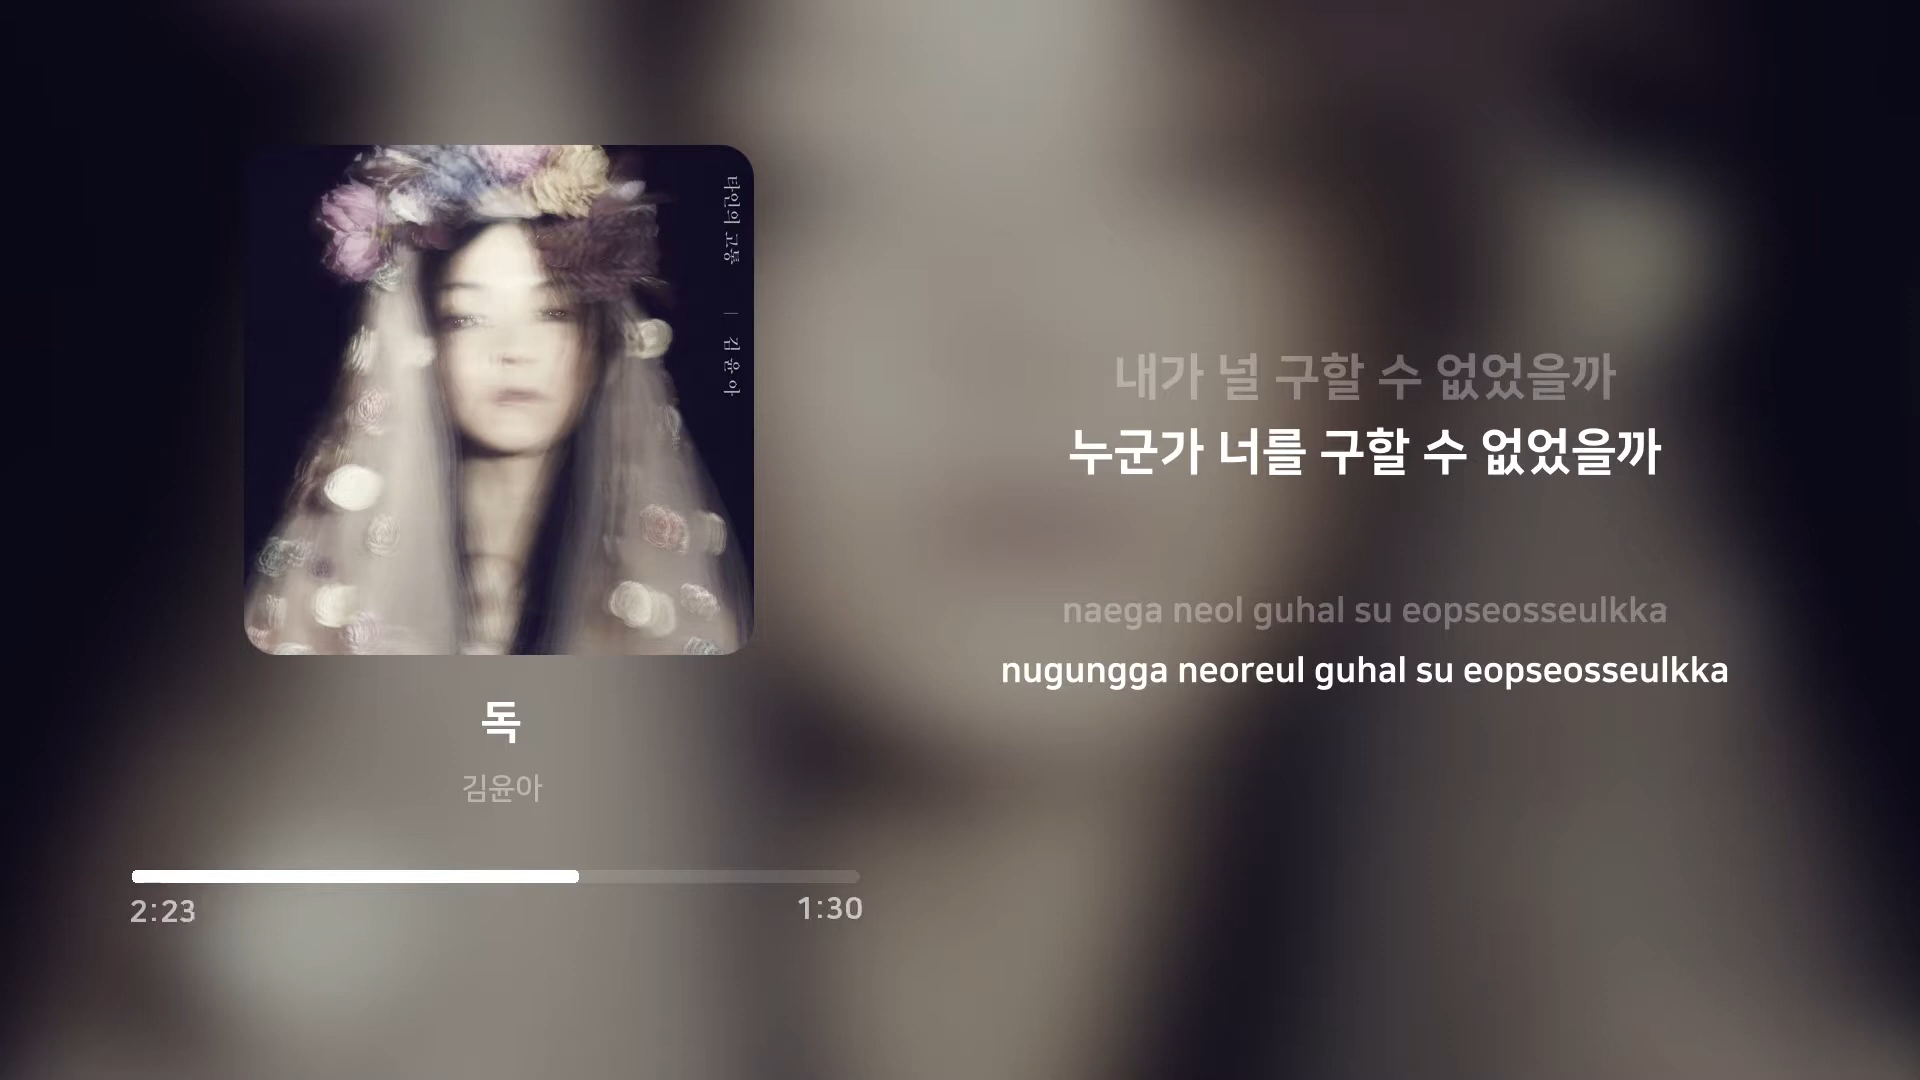 타인의 고통 | 김윤아
독
김윤아
2:23
1:30
내가 널 구할 수 없었을까
누군가 너를 구할 수 없었을까
naega neol guhal su eopseosseulkka
nugungga neoreul guhal su eopseosseulkka